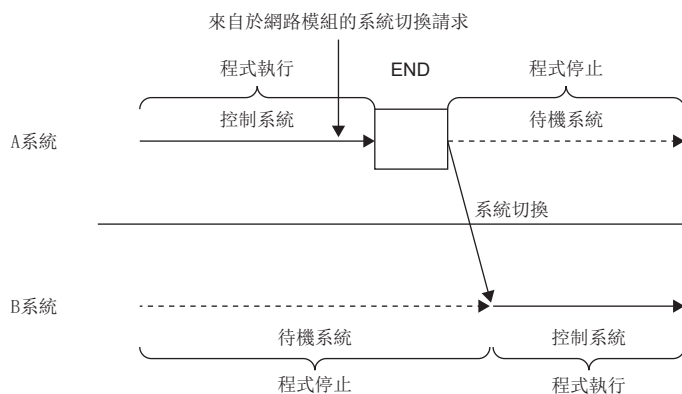 來自於網路模組的系統切換請求
程式執行
END
程式停止
控制系統
待機系統
A系統
系統切換
B系統
待機系統
控制系統
程式停止
程式執行